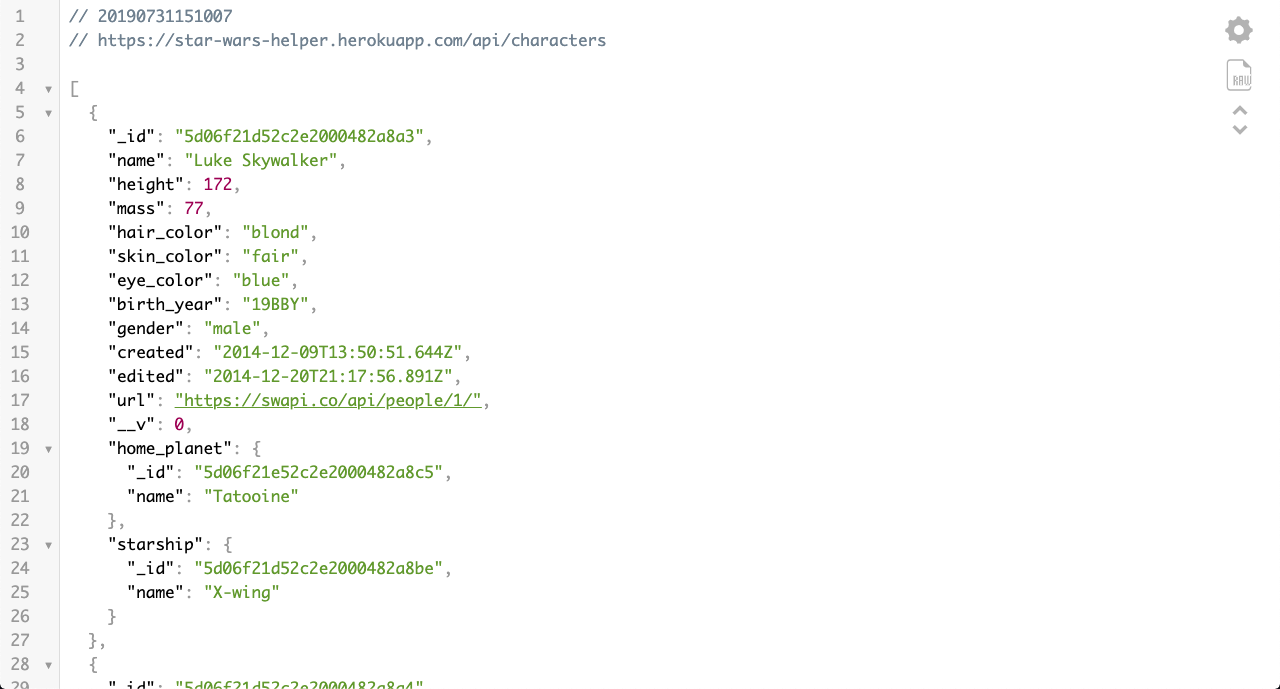 1 // 20190731151007
2 // https://star-wars-helper.herokuapp.com/api/characters
3
4 ▼ [
5 ▼ {
6 "_id": "5d06f21d52c2e2000482a8a3",
7 "name": "Luke Skywalker",
8 "height": 172,
9 "mass": 77,
10 "hair_color": "blond",
11 "skin_color": "fair",
12 "eye_color": "blue",
13 "birth_year": "19BBY",
14 "gender": "male",
15 "created": "2014-12-09T13:50:51.644Z",
16 "edited": "2014-12-20T21:17:56.891Z",
17 "url": "https://swapi.co/api/people/1/",
18 "__v": 0,
19 ▼ "home_planet": {
20 "_id": "5d06f21e52c2e2000482a8c5",
21 "name": "Tatooine"
22 },
23 ▼ "starship": {
24 "_id": "5d06f21d52c2e2000482a8be",
25 "name": "X-wing"
26 }
27 },
28 ▼ {
29 "_id": "5d06f21d52c2e2000482a8a4"
RAW